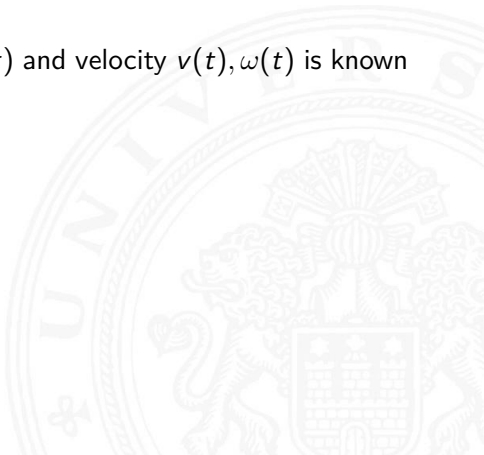 ) and velocity v(t), ω(t) is known
U N I V E R S